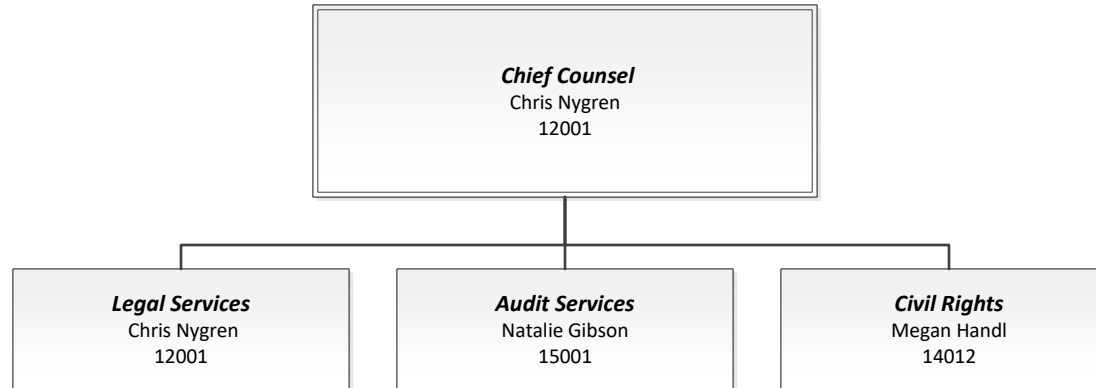 Chief Counsel
Chris Nygren
12001
Legal Services
Chris Nygren
12001
Audit Services
Natalie Gibson
15001
Civil Rights
Megan Handl
14012